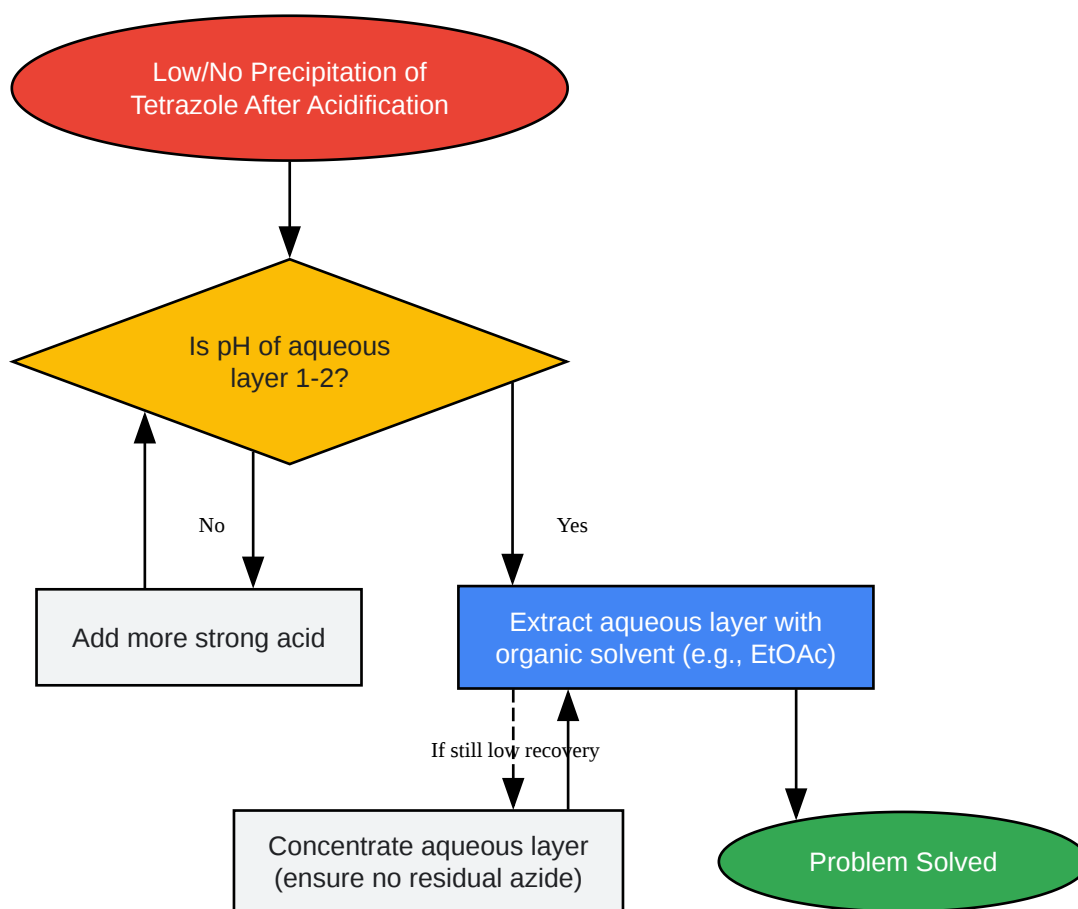 Low/No Precipitation of
Tetrazole After Acidification
Is pH of aqueous
layer 1-2?
No
Yes
Add more strong acid
Extract aqueous layer with
organic solvent (e.g., EtOAc)
If still low recovery
Concentrate aqueous layer
(ensure no residual azide)
Problem Solved